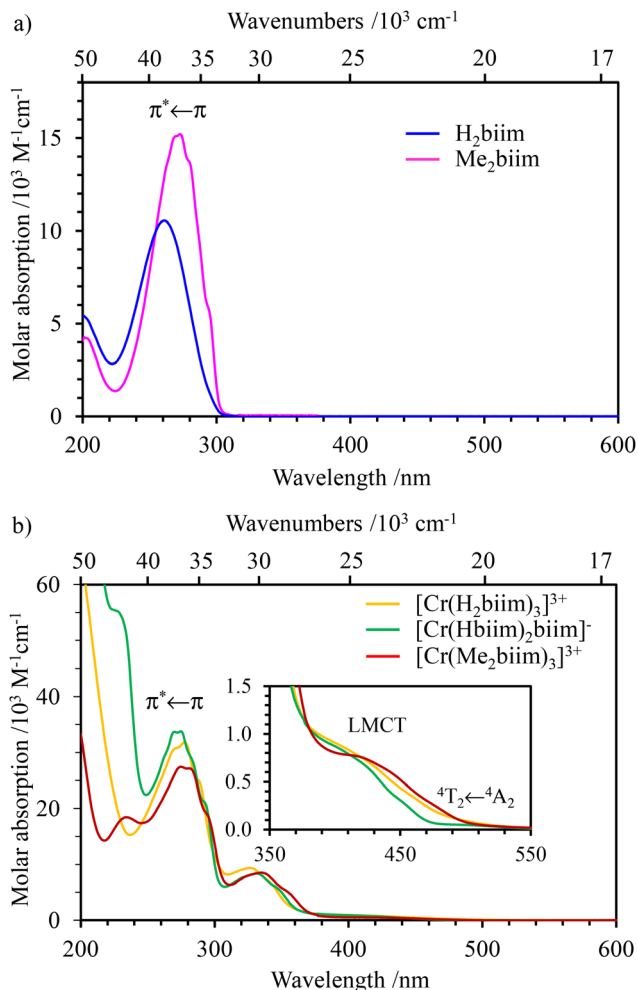 a)
Wavenumbers /10³ cm⁻¹
50 40 35 30 25 20 17
π*←π
H₂biim
Me₂biim
Molar absorption /10³ M⁻¹cm⁻¹
15
10
5
0
200 300 400 500 600
Wavelength /nm
b)
Wavenumbers /10³ cm⁻¹
50 40 35 30 25 20 17
[Cr(H₂biim)₃]³⁺
[Cr(Hbiim)₂biim]⁻
[Cr(Me₂biim)₃]³⁺
π*←π
Molar absorption /10³ M⁻¹cm⁻¹
60
50
40
30
20
10
0
1.5
1.0
0.5
0.0
LMCT
⁴T₂←⁴A₂
350 450 550
200 300 400 500 600
Wavelength /nm